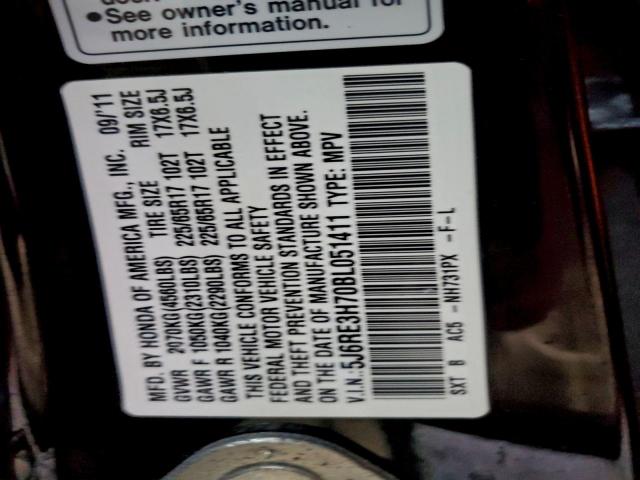 See owner's manual for
more information.
MFD. BY HONDA OF AMERICA MFG., INC. 09/'11
GVWR 2070KG(4560LBS) TIRE SIZE RIM SIZE
GAWR F 1050KG(2310LBS) 225/65R17 102T 17X6.5J
GAWR R 1040KG(2290LBS) 225/65R17 102T 17X6.5J
THIS VEHICLE CONFORMS TO ALL APPLICABLE
FEDERAL MOTOR VEHICLE SAFETY
AND THEFT PREVENTION STANDARDS IN EFFECT
ON THE DATE OF MANUFACTURE SHOWN ABOVE.
V.I.N.:5J6RE3H70BL051411 TYPE: MPV
SXT B AC5 -NH731PX -F-L